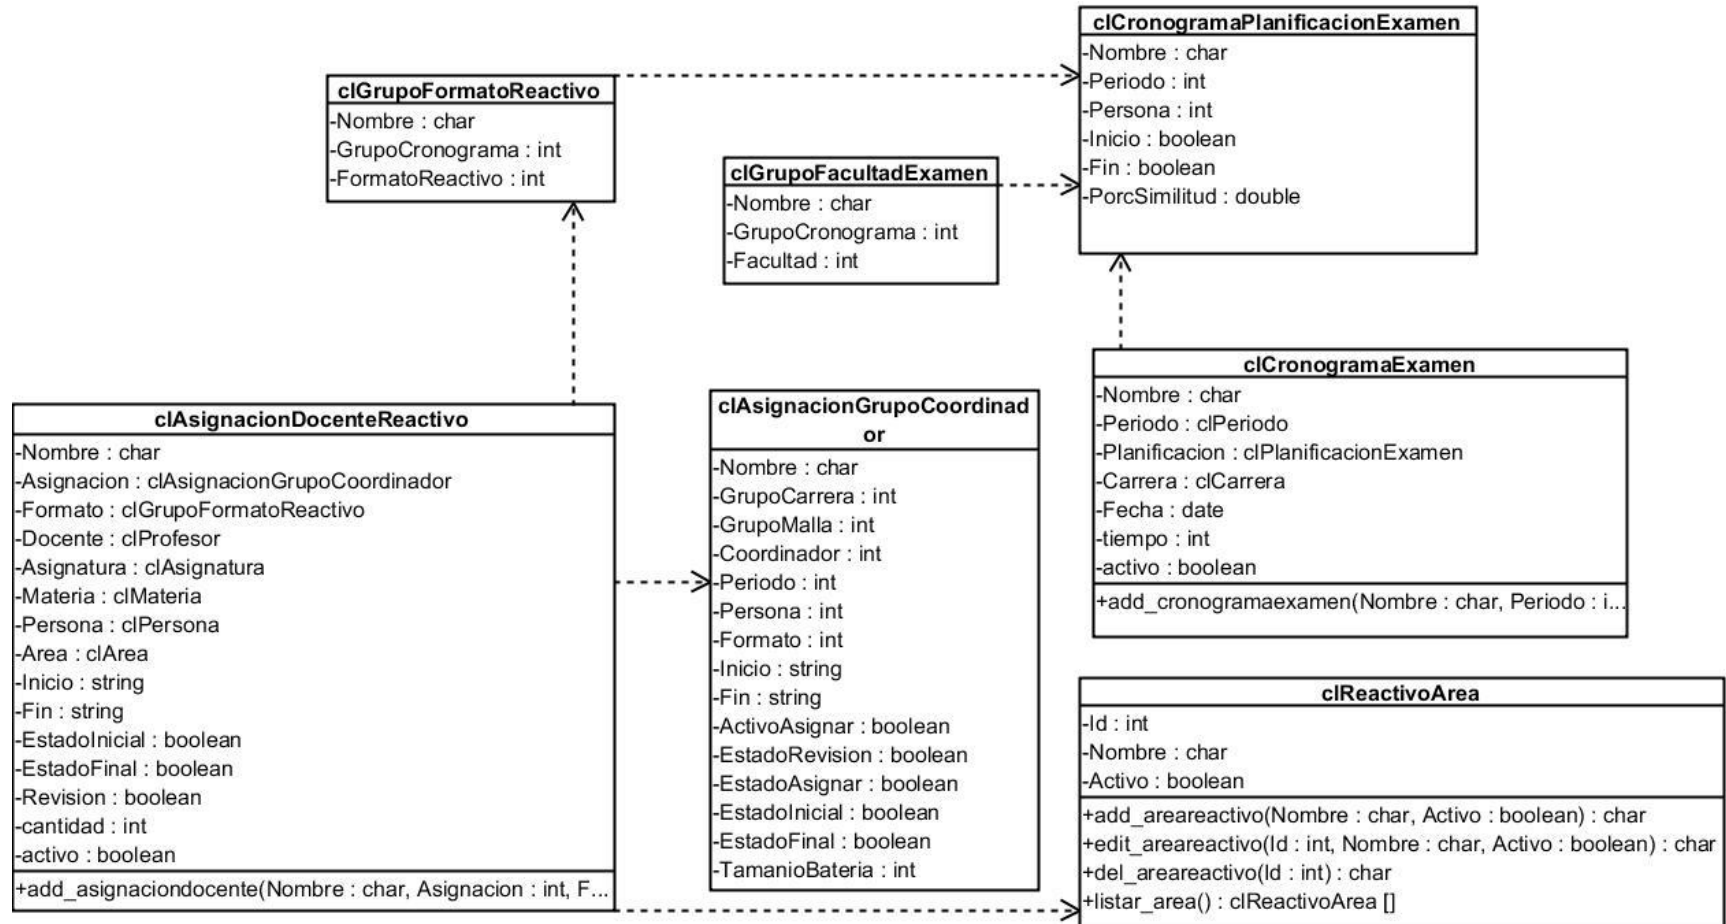 clCronogramaPlanificacionExamen
-Nombre : char
-Periodo : int
-Persona : int
-Inicio : boolean
-Fin : boolean
-PorcSimilitud : double
clGrupoFormatoReactivo
-Nombre : char
-GrupoCronograma : int
-FormatoReactivo : int
clGrupoFacultadExamen
-Nombre : char
-GrupoCronograma : int
-Facultad : int
clCronogramaExamen
-Nombre : char
-Periodo : clPeriodo
-Planificacion : clPlanificacionExamen
-Carrera : clCarrera
-Fecha : date
-tiempo : int
-activo : boolean
+add_cronogramaexamen(Nombre : char, Periodo : i...
clAsignacionDocenteReactivo
-Nombre : char
-Asignacion : clAsignacionGrupoCoordinador
-Formato : clGrupoFormatoReactivo
-Docente : clProfesor
-Asignatura : clAsignatura
-Materia : clMateria
-Persona : clPersona
-Area : clArea
-Inicio : string
-Fin : string
-EstadoInicial : boolean
-EstadoFinal : boolean
-Revision : boolean
-cantidad : int
-activo : boolean
+add_asignaciondocente(Nombre : char, Asignacion : int, F...
clAsignacionGrupoCoordinad
or
-Nombre : char
-GrupoCarrera : int
-GrupoMalla : int
-Coordinador : int
-Periodo : int
-Persona : int
-Formato : int
-Inicio : string
-Fin : string
-ActivoAsignar : boolean
-EstadoRevision : boolean
-EstadoAsignar : boolean
-EstadoInicial : boolean
-EstadoFinal : boolean
-TamanioBateria : int
clReactivoArea
-Id : int
-Nombre : char
-Activo : boolean
+add_areareactivo(Nombre : char, Activo : boolean) : char
+edit_areareactivo(Id : int, Nombre : char, Activo : boolean) : char
+del_areareactivo(Id : int) : char
+listar_area() : clReactivoArea []